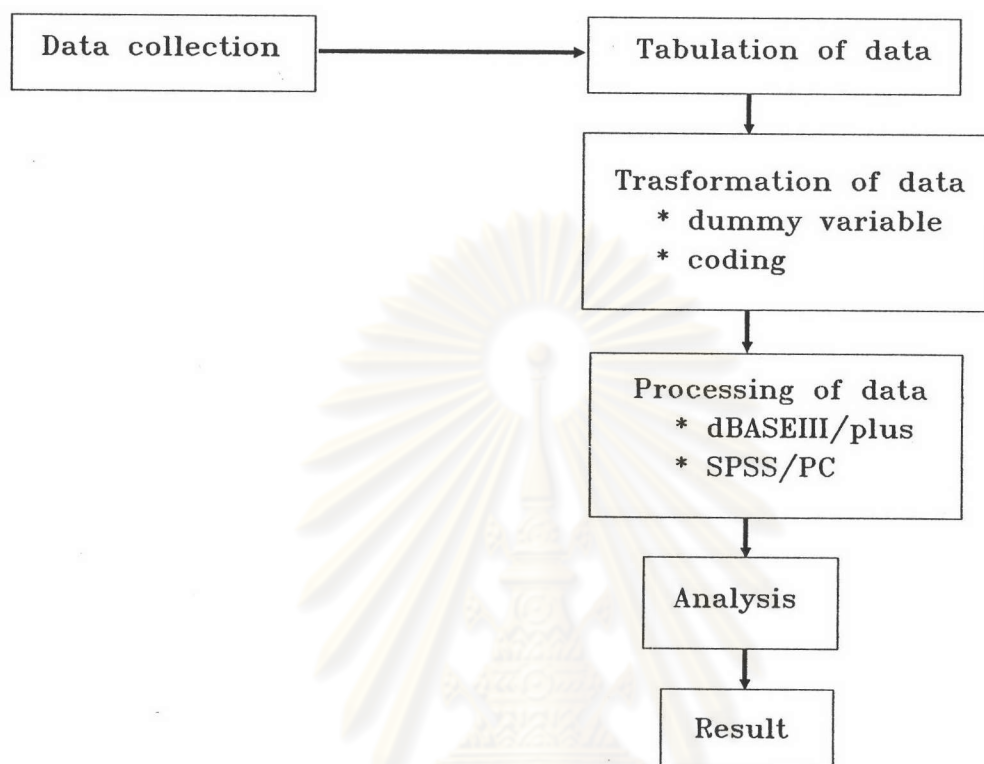 Data collection
Tabulation of data
Trasformation of data
* dummy variable
* coding
Processing of data
* dBASEIII/plus
* SPSS/PC
Analysis
Result